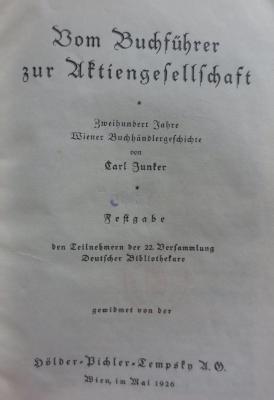 Vom Buchführer
zur Aktiengesellschaft
*
Zweihundert Jahre
Wiener Buchhändlergeschichte
von
Carl Junker
*
Festgabe
den Teilnehmern der 22. Versammlung
Deutscher Bibliothekare
gewidmet von der
Hölder-Pichler-Tempsky A. G.
Wien, im Mai 1926